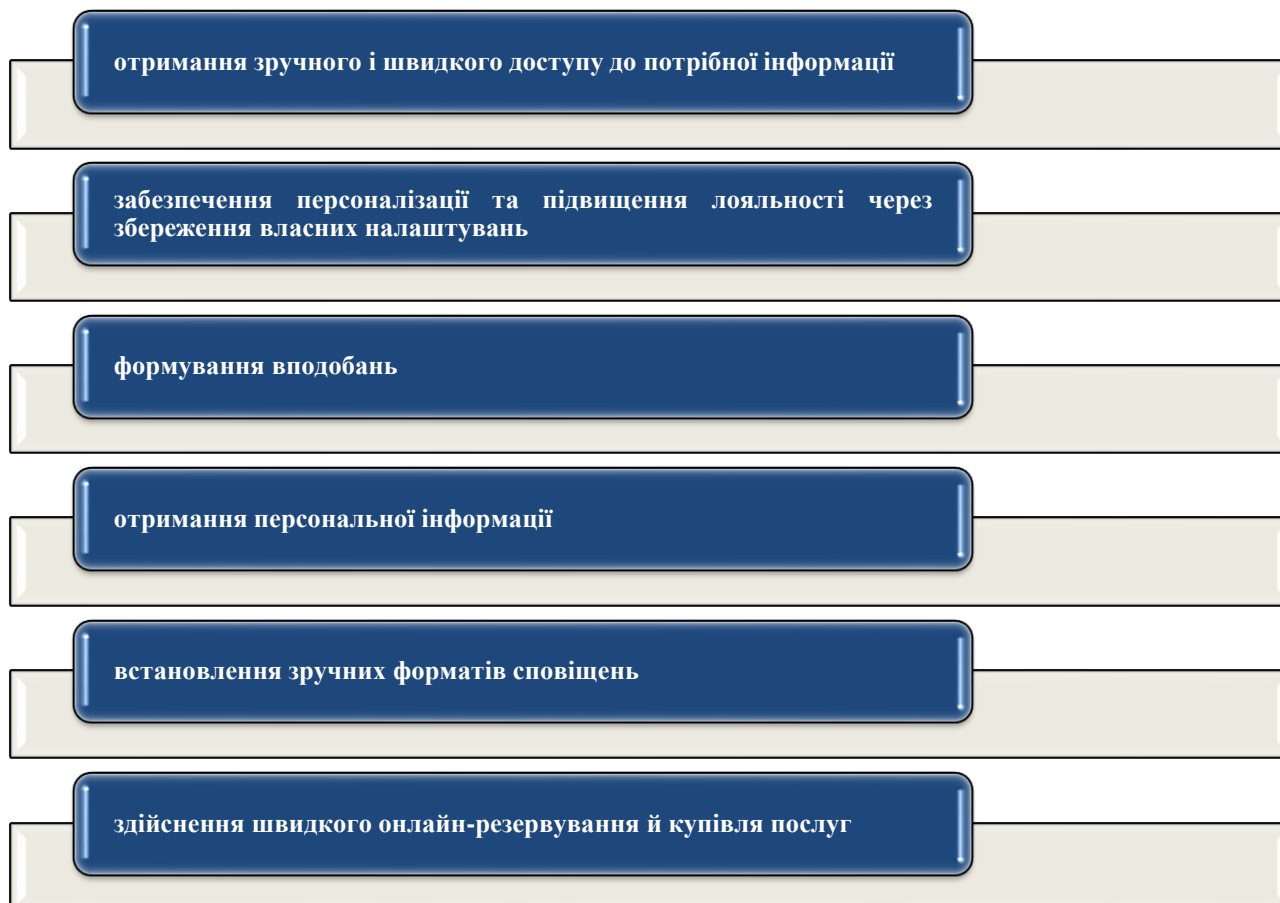 отримання зручного і швидкого доступу до потрібної інформації
забезпечення персоналізації та підвищення лояльності через
збереження власних налаштувань
формування вподобань
отримання персональної інформації
встановлення зручних форматів сповіщень
здійснення швидкого онлайн-резервування й купівля послуг